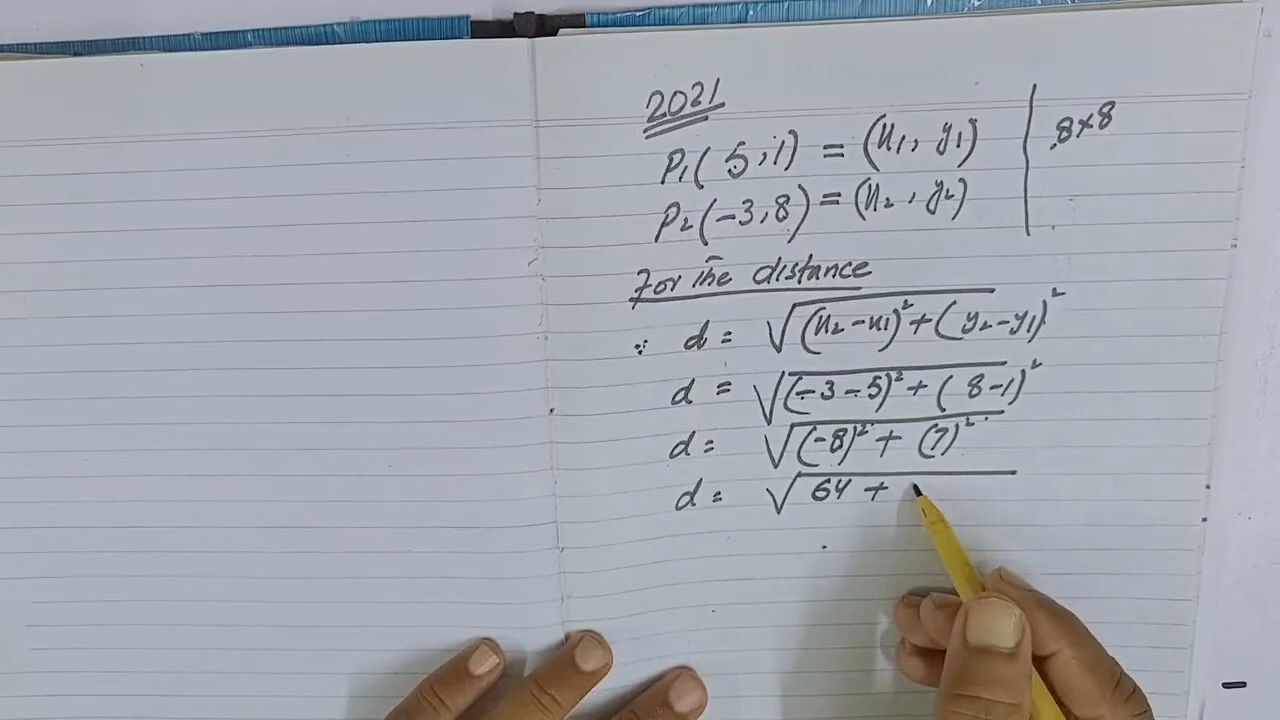 2021
P₁(5,1) = (x₁, y₁)
8×8
P₂(-3,8) = (x₂, y₂)
For the distance
∵ d = √(x₂-x₁)²+(y₂-y₁)²
d = √(-3-5)²+(8-1)²
d = √(-8)²+(7)²
d = √64+